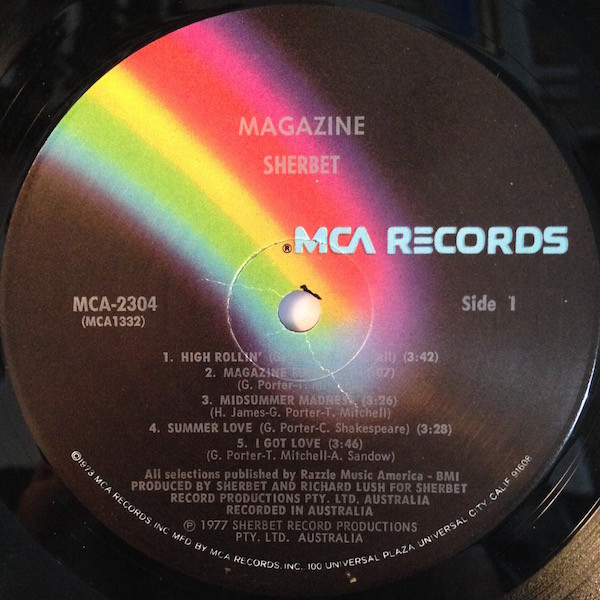 MAGAZINE
SHERBET
® MCA RECORDS
MCA-2304
(MCA1332)
Side 1
1. HIGH ROLLIN' (3:42)
2. MAGAZINE
(G. Porter-T.
3. MIDSUMMER MADNESS (3:26)
(H. James-G. Porter-T. Mitchell)
4. SUMMER LOVE (G. Porter-C. Shakespeare) (3:28)
5. I GOT LOVE (3:46)
(G. Porter-T. Mitchell-A. Sandow)
All selections published by Razzle Music America - BMI
PRODUCED BY SHERBET AND RICHARD LUSH FOR SHERBET
RECORD PRODUCTIONS PTY. LTD. AUSTRALIA
RECORDED IN AUSTRALIA
℗ 1977 SHERBET RECORD PRODUCTIONS
PTY. LTD. AUSTRALIA
©1973 MCA RECORDS INC. MFD BY MCA RECORDS, INC., 100 UNIVERSAL PLAZA, UNIVERSAL CITY, CALIF. 91608